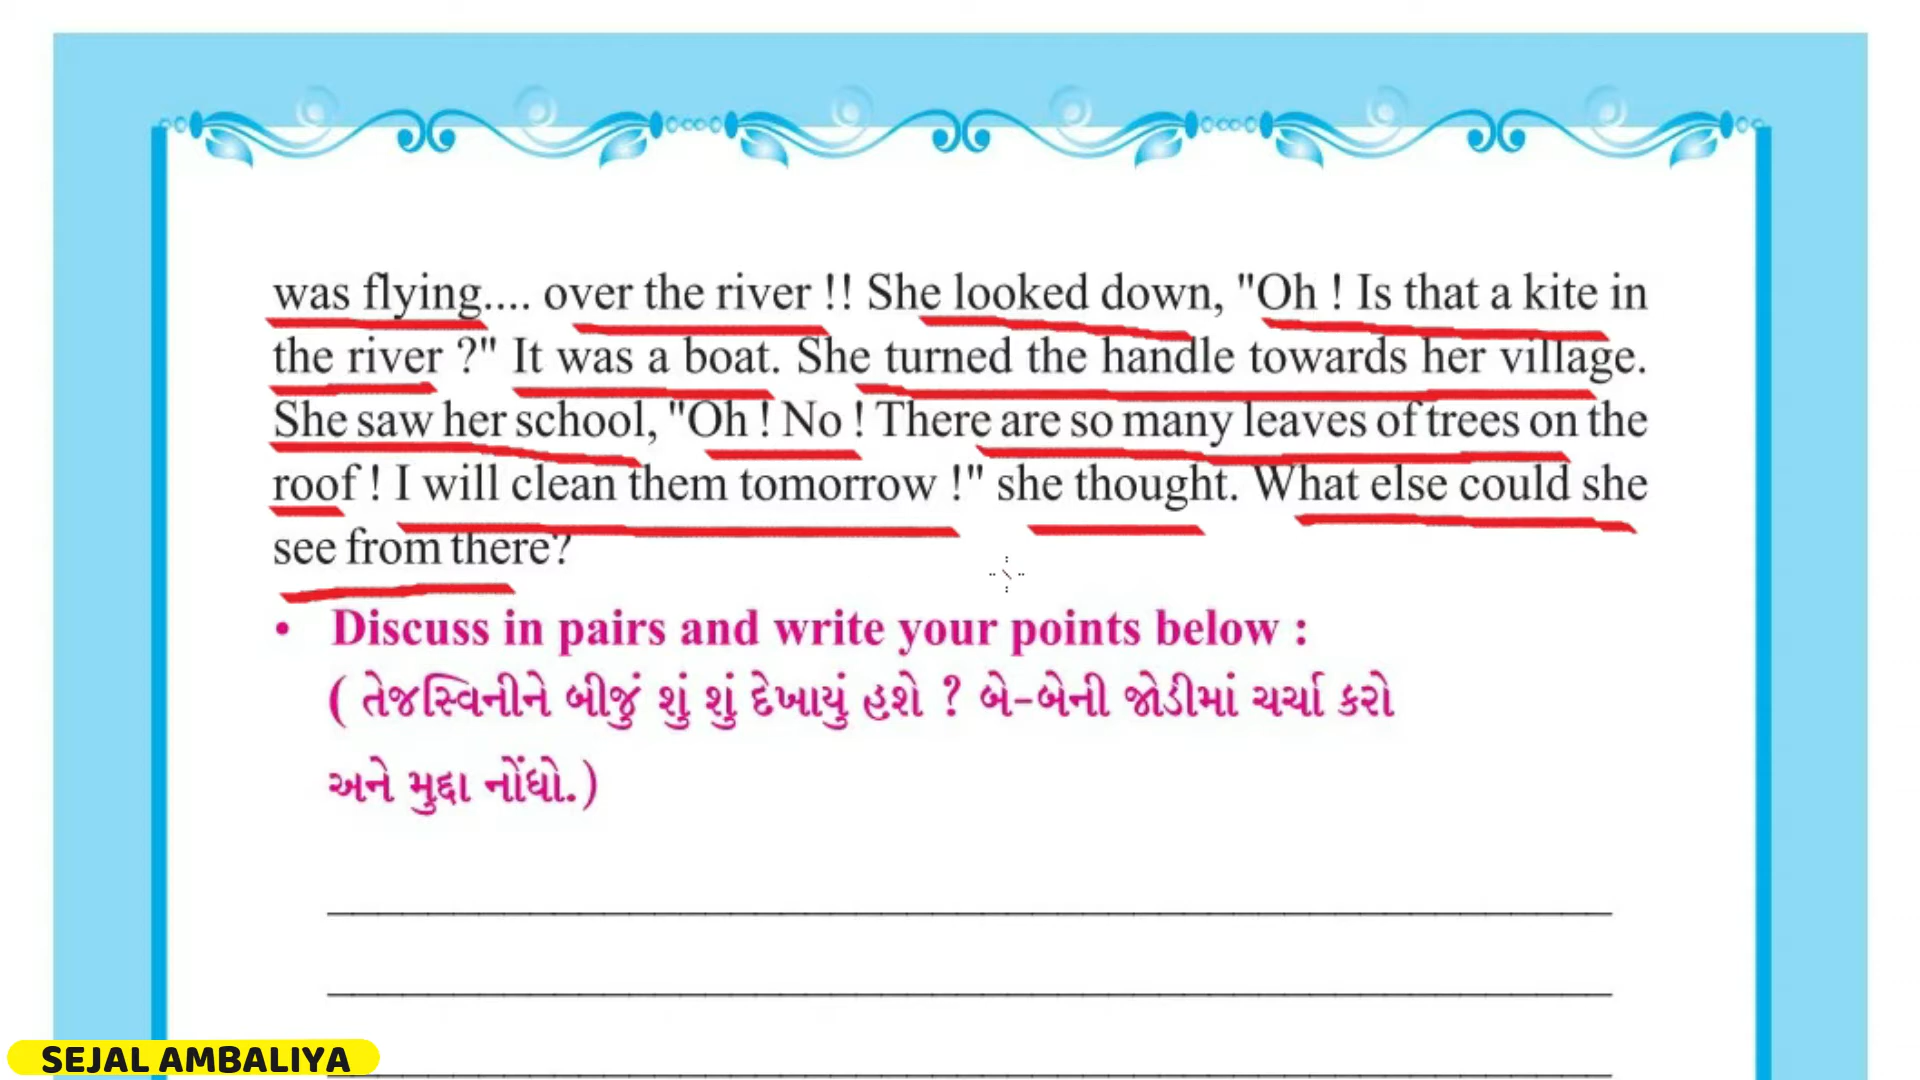 was flying.... over the river !! She looked down, "Oh ! Is that a kite in
the river ?" It was a boat. She turned the handle towards her village.
She saw her school, "Oh ! No ! There are so many leaves of trees on the
roof ! I will clean them tomorrow !" she thought. What else could she
see from there?
• Discuss in pairs and write your points below :
( તેજસ્વિનીને બીજું શું શું દેખાયું હશે ? બે-બેની જોડીમાં ચર્ચા કરો
અને મુદ્દા નોંધો.)
SEJAL AMBALIYA